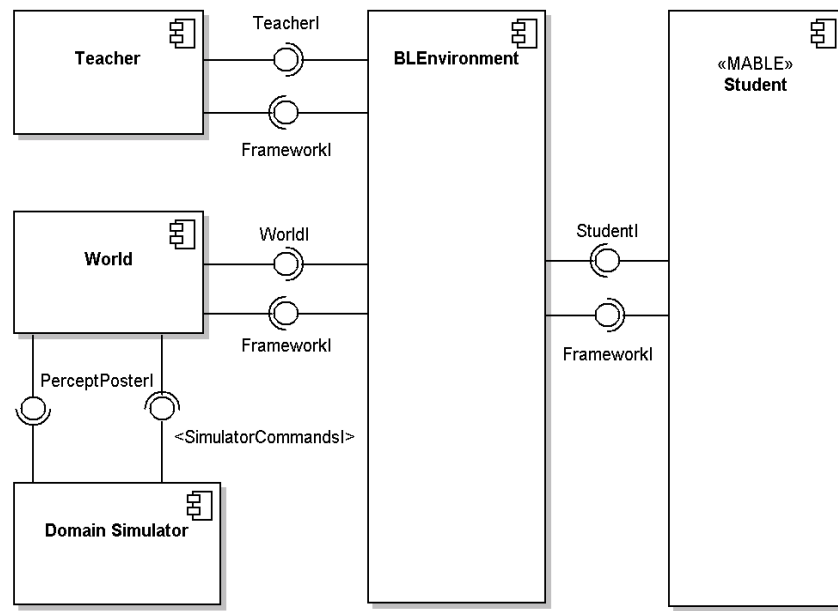 Teacher
TeacherI
FrameworkI
BLEnvironment
«MABLE»
Student
World
WorldI
FrameworkI
StudentI
FrameworkI
PerceptPosterI
<SimulatorCommandsI>
Domain Simulator